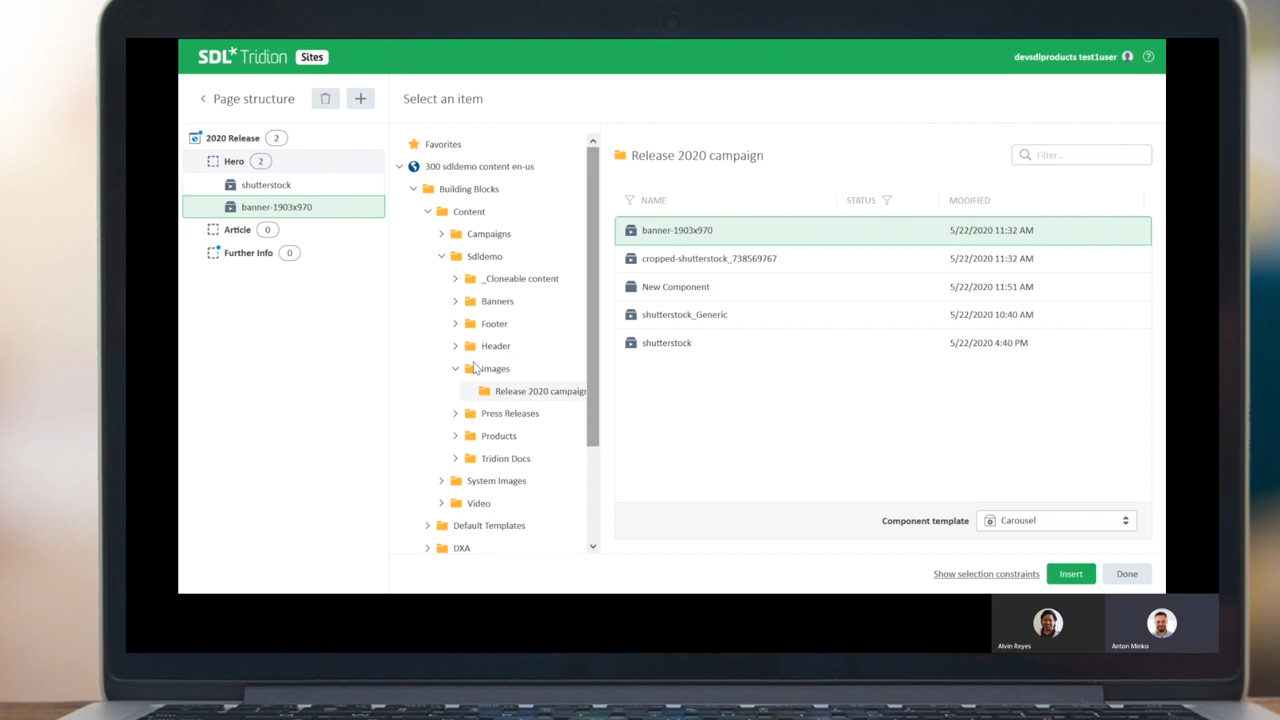 SDL* Tridion Sites
devsdlproducts test1user
Page structure
Select an item
2020 Release 2
Hero 2
shutterstock
banner-1903x970
Article 0
Further Info 0
Favorites
300 sdldemo content en-us
Building Blocks
Content
Campaigns
Sdldemo
_Cloneable content
Banners
Footer
Header
Images
Release 2020 campaign
Press Releases
Products
Tridion Docs
System Images
Video
Default Templates
DXA
Release 2020 campaign
Filter...
NAME STATUS MODIFIED
banner-1903x970 5/22/2020 11:32 AM
cropped-shutterstock_738569767 5/22/2020 11:32 AM
New Component 5/22/2020 11:51 AM
shutterstock_Generic 5/22/2020 10:40 AM
shutterstock 5/22/2020 4:40 PM
Component template Carousel
Show selection constraints Insert Done
Alvin Reyes
Anton Minko